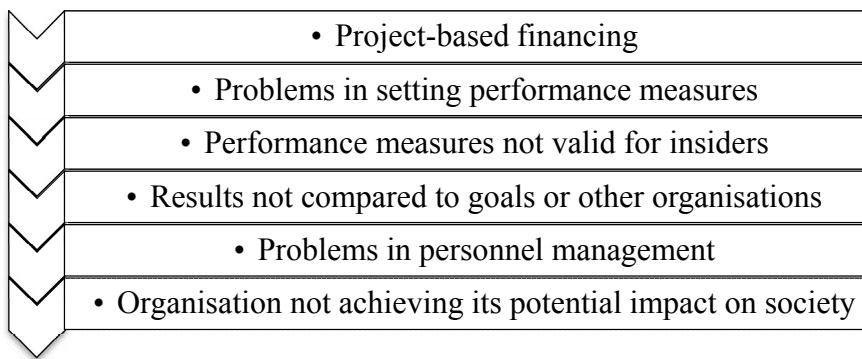 • Project-based financing
• Problems in setting performance measures
• Performance measures not valid for insiders
• Results not compared to goals or other organisations
• Problems in personnel management
• Organisation not achieving its potential impact on society